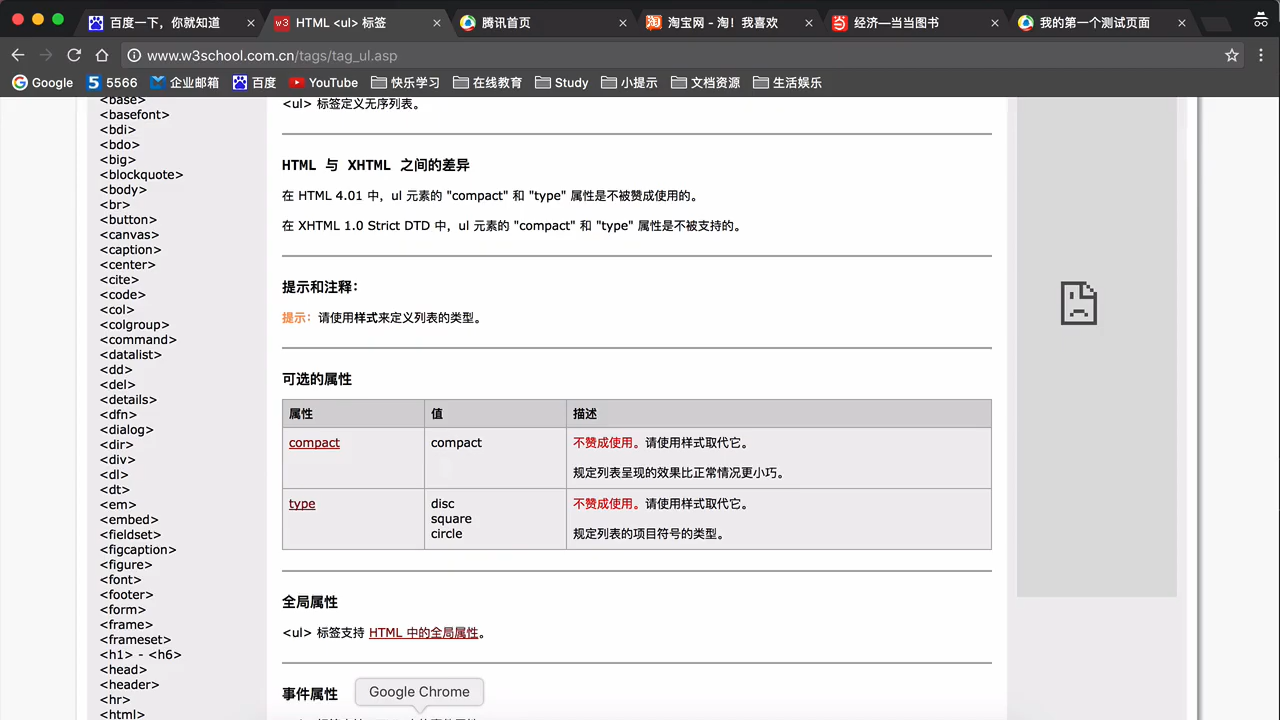 百度一下，你就知道
HTML <ul> 标签
腾讯首页
淘宝网 - 淘！我喜欢
经济—当当图书
我的第一个测试页面
www.w3school.com.cn/tags/tag_ul.asp
Google
5566
企业邮箱
百度
YouTube
快乐学习
在线教育
Study
小提示
文档资源
生活娱乐
<base>
<basefont>
<bdi>
<bdo>
<big>
<blockquote>
<body>
<br>
<button>
<canvas>
<caption>
<center>
<cite>
<code>
<col>
<colgroup>
<command>
<datalist>
<dd>
<del>
<details>
<dfn>
<dialog>
<dir>
<div>
<dl>
<dt>
<em>
<embed>
<fieldset>
<figcaption>
<figure>
<font>
<footer>
<form>
<frame>
<frameset>
<h1> - <h6>
<head>
<header>
<hr>
<html>
<ul> 标签定义无序列表。
HTML 与 XHTML 之间的差异
在 HTML 4.01 中，ul 元素的 "compact" 和 "type" 属性是不被赞成使用的。
在 XHTML 1.0 Strict DTD 中，ul 元素的 "compact" 和 "type" 属性是不被支持的。
提示和注释：
提示：请使用样式来定义列表的类型。
可选的属性
属性 值 描述
compact compact 不赞成使用。请使用样式取代它。
规定列表呈现的效果比正常情况更小巧。
type disc 不赞成使用。请使用样式取代它。
square
circle 规定列表的项目符号的类型。
全局属性
<ul> 标签支持 HTML 中的全局属性。
事件属性
Google Chrome